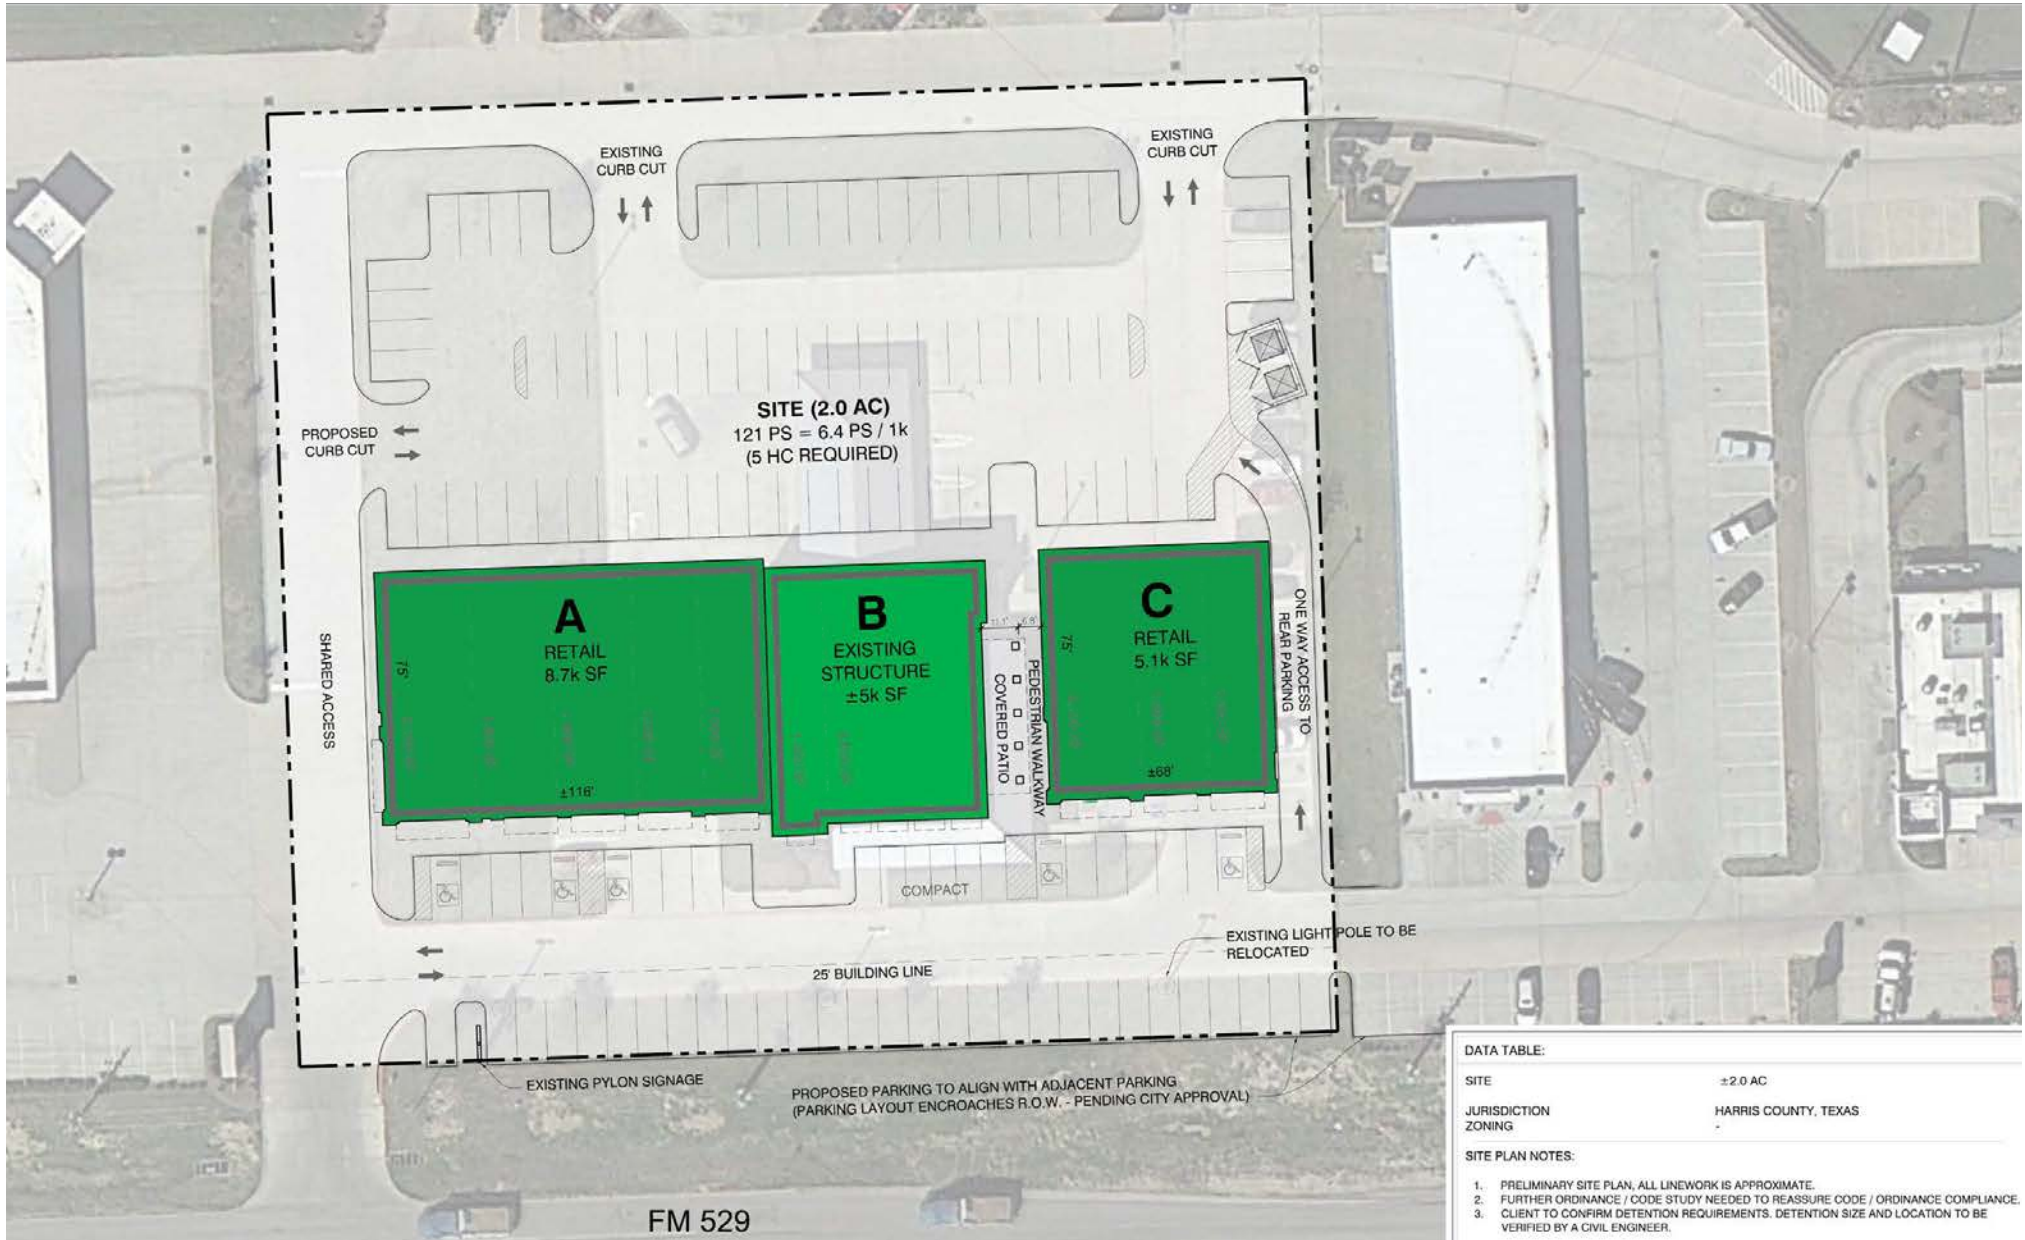 EXISTING
CURB CUT
EXISTING
CURB CUT
SITE (2.0 AC)
121 PS = 6.4 PS / 1k
(5 HC REQUIRED)
PROPOSED
CURB CUT
SHARED ACCESS
A
RETAIL
8.7k SF
75'
±116'
B
EXISTING
STRUCTURE
±5k SF
COVERED PATIO
PEDESTRIAN WALKWAY
C
RETAIL
5.1k SF
75'
±68'
ONE WAY ACCESS TO
REAR PARKING
COMPACT
EXISTING LIGHT POLE TO BE
RELOCATED
25' BUILDING LINE
EXISTING PYLON SIGNAGE
PROPOSED PARKING TO ALIGN WITH ADJACENT PARKING
(PARKING LAYOUT ENCROACHES R.O.W. - PENDING CITY APPROVAL)
FM 529
DATA TABLE:
SITE ±2.0 AC
JURISDICTION HARRIS COUNTY, TEXAS
ZONING -
SITE PLAN NOTES:
1. PRELIMINARY SITE PLAN, ALL LINEWORK IS APPROXIMATE.
2. FURTHER ORDINANCE / CODE STUDY NEEDED TO REASSURE CODE / ORDINANCE COMPLIANCE.
3. CLIENT TO CONFIRM DETENTION REQUIREMENTS. DETENTION SIZE AND LOCATION TO BE
VERIFIED BY A CIVIL ENGINEER.